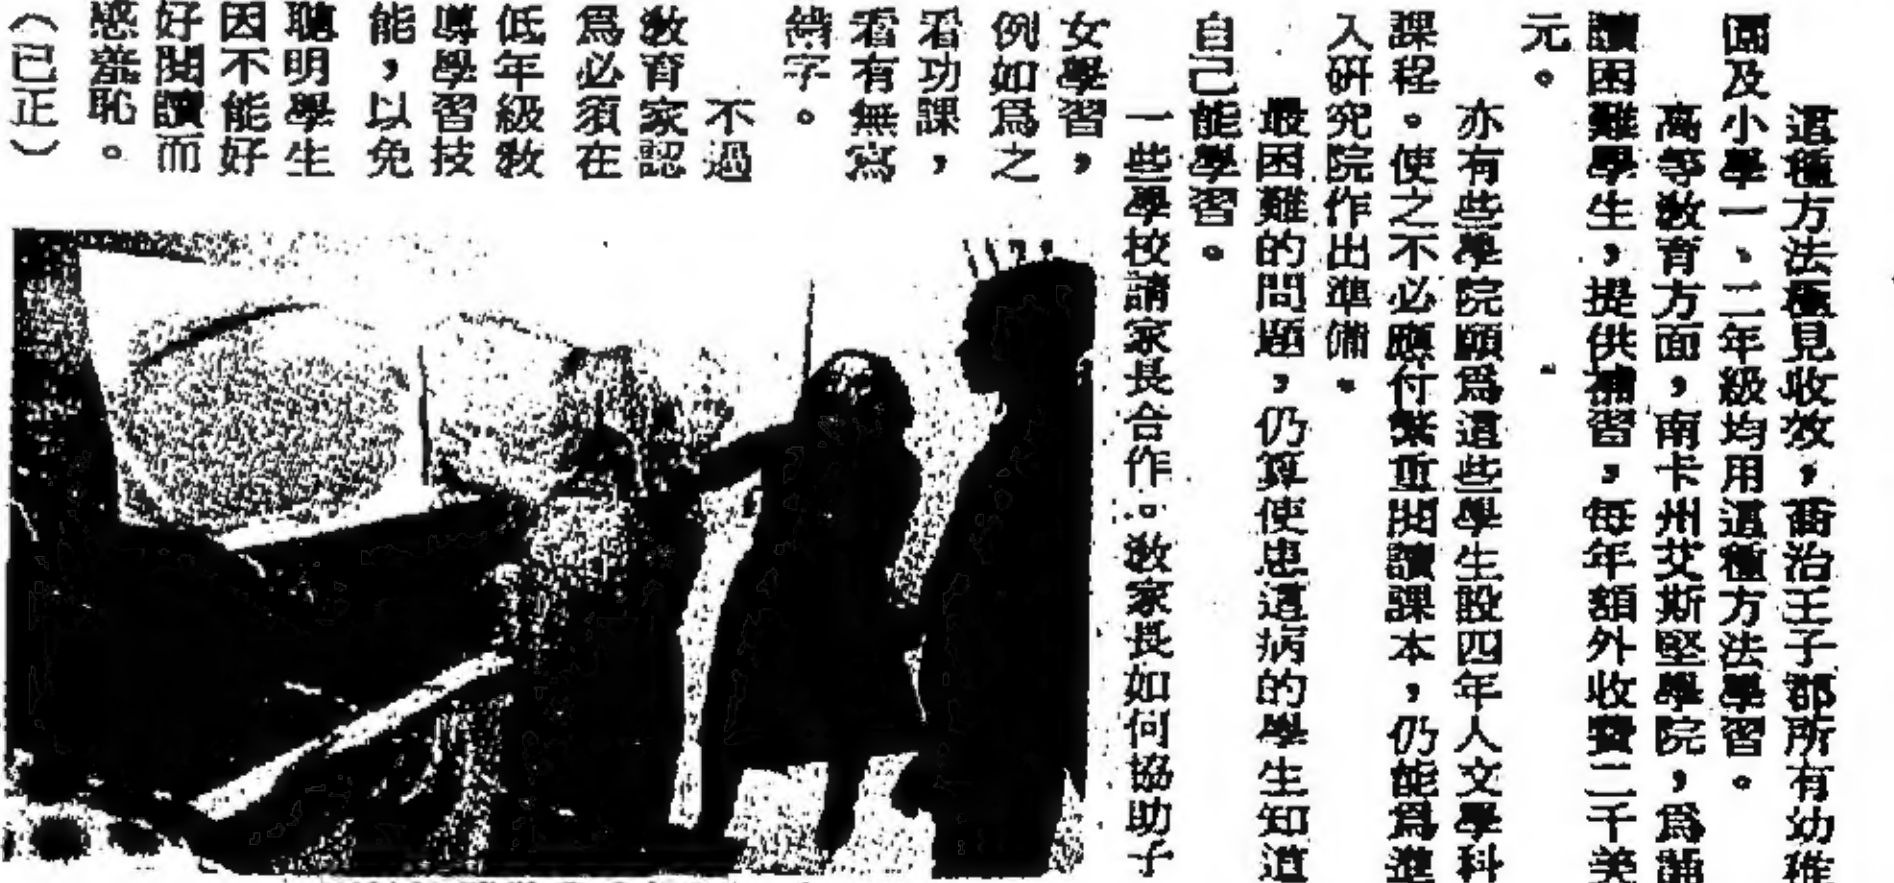 這種方法極見收效，喬治王子郡所有幼稚
園及小學一、二年級均用這種方法學習。
高等教育方面，南卡州艾斯堅學院，爲誦
讀困難學生，提供補習，每年額外收費二千美
元。
亦有些學院願爲這些學生設四年人文學科
課程。使之不必應付繁重閱讀課本，仍能爲進
入硏究院作出準備。
最困難的問題，仍算使患這病的學生知道
自己能學習。
一些學校請家長合作。敎家長如何協助子
女學習，
例如爲之
看功課，
看有無寫
錯字。
不過
敎育家認
爲必須在
低年級敎
導學習技
能，以免
聰明學生
因不能好
好閱讀而
感羞恥。
（已正）